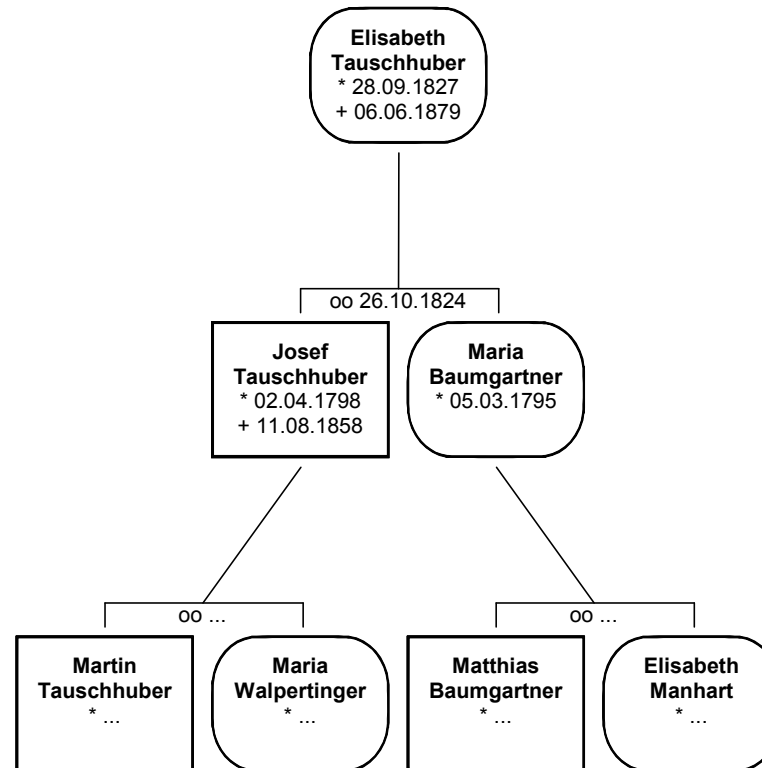 Elisabeth
Tauschhuber
* 28.09.1827
+ 06.06.1879
oo 26.10.1824
Josef
Tauschhuber
* 02.04.1798
+ 11.08.1858
Maria
Baumgartner
* 05.03.1795
oo ...
oo ...
Martin
Tauschhuber
* ...
Maria
Walpertinger
* ...
Matthias
Baumgartner
* ...
Elisabeth
Manhart
* ...